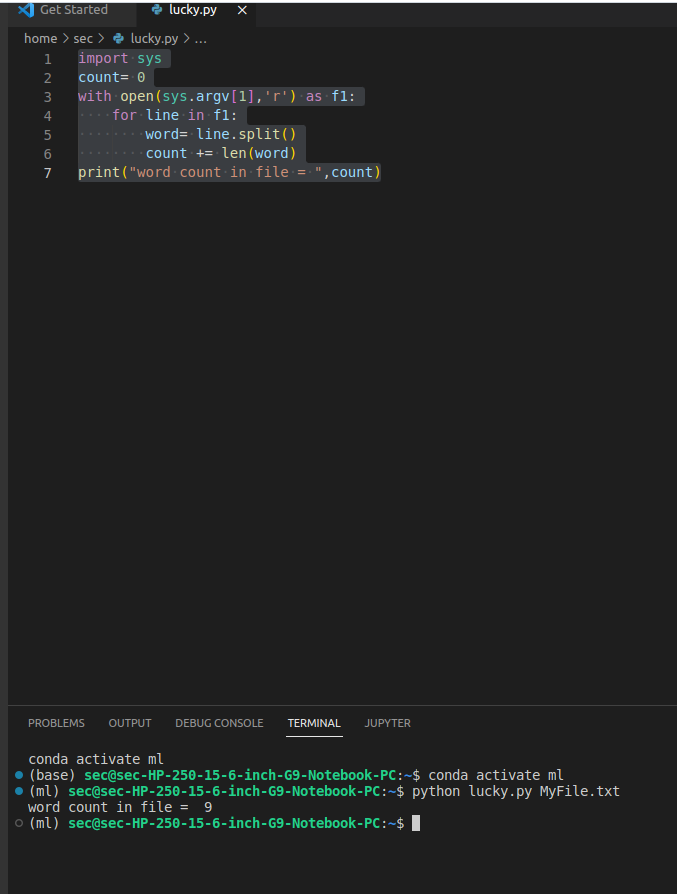 Get Started lucky.py ×
home > sec > lucky.py > ...
1 import sys
2 count= 0
3 with open(sys.argv[1],'r') as f1:
4     for line in f1:
5         word= line.split()
6         count += len(word)
7 print("word count in file = ",count)
PROBLEMS OUTPUT DEBUG CONSOLE TERMINAL JUPYTER
conda activate ml
(base) sec@sec-HP-250-15-6-inch-G9-Notebook-PC:~$ conda activate ml
(ml) sec@sec-HP-250-15-6-inch-G9-Notebook-PC:~$ python lucky.py MyFile.txt
word count in file =  9
(ml) sec@sec-HP-250-15-6-inch-G9-Notebook-PC:~$